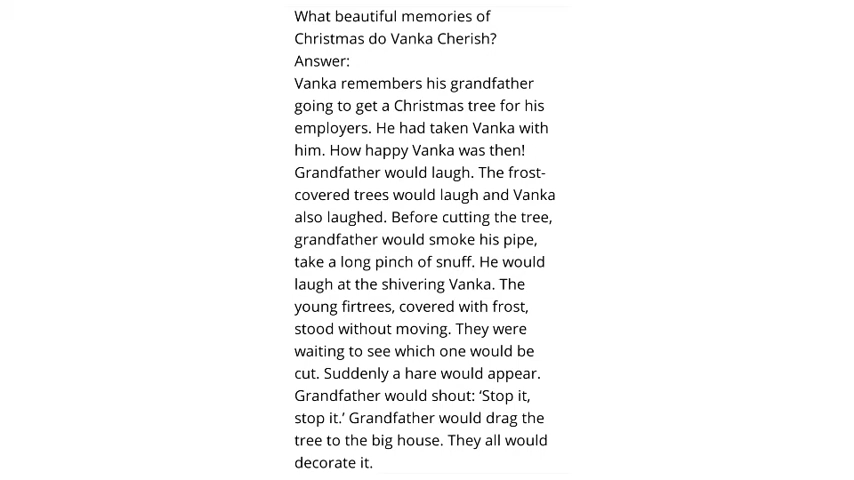 What beautiful memories of
Christmas do Vanka Cherish?
Answer:
Vanka remembers his grandfather
going to get a Christmas tree for his
employers. He had taken Vanka with
him. How happy Vanka was then!
Grandfather would laugh. The frost-
covered trees would laugh and Vanka
also laughed. Before cutting the tree,
grandfather would smoke his pipe,
take a long pinch of snuff. He would
laugh at the shivering Vanka. The
young firtrees, covered with frost,
stood without moving. They were
waiting to see which one would be
cut. Suddenly a hare would appear.
Grandfather would shout: ‘Stop it,
stop it.’ Grandfather would drag the
tree to the big house. They all would
decorate it.